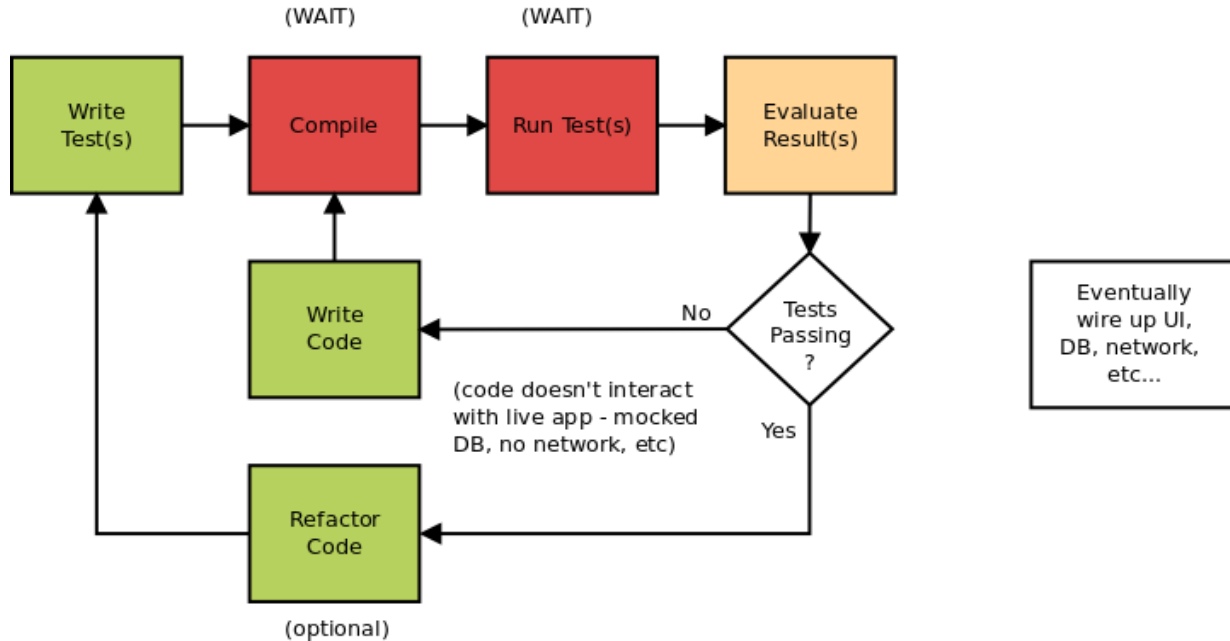 (WAIT)
(WAIT)
Write
Test(s)
Compile
Run Test(s)
Evaluate
Result(s)
Write
Code
No
Tests
Passing
?
Eventually
wire up UI,
DB, network,
etc...
(code doesn't interact
with live app - mocked
DB, no network, etc)
Yes
Refactor
Code
(optional)